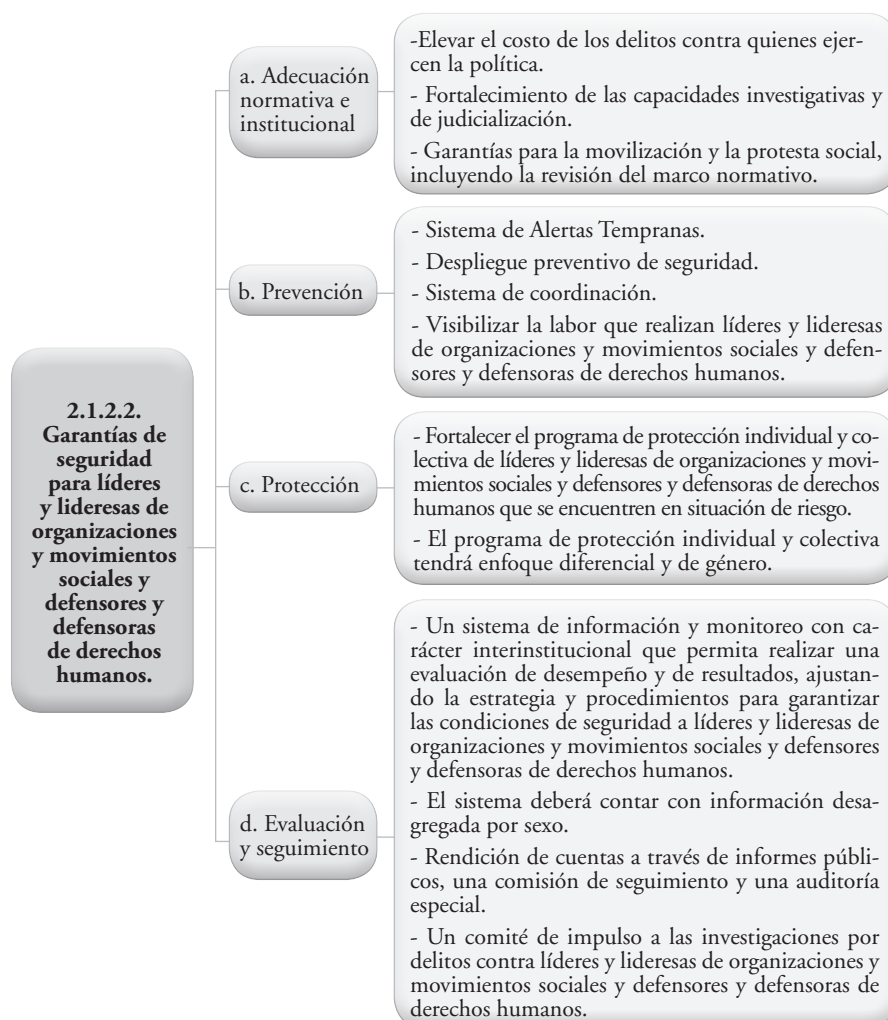 2.1.2.2.
Garantías de
seguridad
para líderes
y lideresas de
organizaciones
y movimientos
sociales y
defensores y
defensoras
de derechos
humanos.
a. Adecuación
normativa e
institucional
-Elevar el costo de los delitos contra quienes ejer-
cen la política.
- Fortalecimiento de las capacidades investigativas y
de judicialización.
- Garantías para la movilización y la protesta social,
incluyendo la revisión del marco normativo.
b. Prevención
- Sistema de Alertas Tempranas.
- Despliegue preventivo de seguridad.
- Sistema de coordinación.
- Visibilizar la labor que realizan líderes y lideresas
de organizaciones y movimientos sociales y defen-
sores y defensoras de derechos humanos.
c. Protección
- Fortalecer el programa de protección individual y co-
lectiva de líderes y lideresas de organizaciones y movi-
mientos sociales y defensores y defensoras de derechos
humanos que se encuentren en situación de riesgo.
- El programa de protección individual y colectiva
tendrá enfoque diferencial y de género.
d. Evaluación
y seguimiento
- Un sistema de información y monitoreo con ca-
rácter interinstitucional que permita realizar una
evaluación de desempeño y de resultados, ajustan-
do la estrategia y procedimientos para garantizar
las condiciones de seguridad a líderes y lideresas de
organizaciones y movimientos sociales y defensores
y defensoras de derechos humanos.
- El sistema deberá contar con información desa-
gregada por sexo.
- Rendición de cuentas a través de informes públi-
cos, una comisión de seguimiento y una auditoría
especial.
- Un comité de impulso a las investigaciones por
delitos contra líderes y lideresas de organizaciones y
movimientos sociales y defensores y defensoras de
derechos humanos.